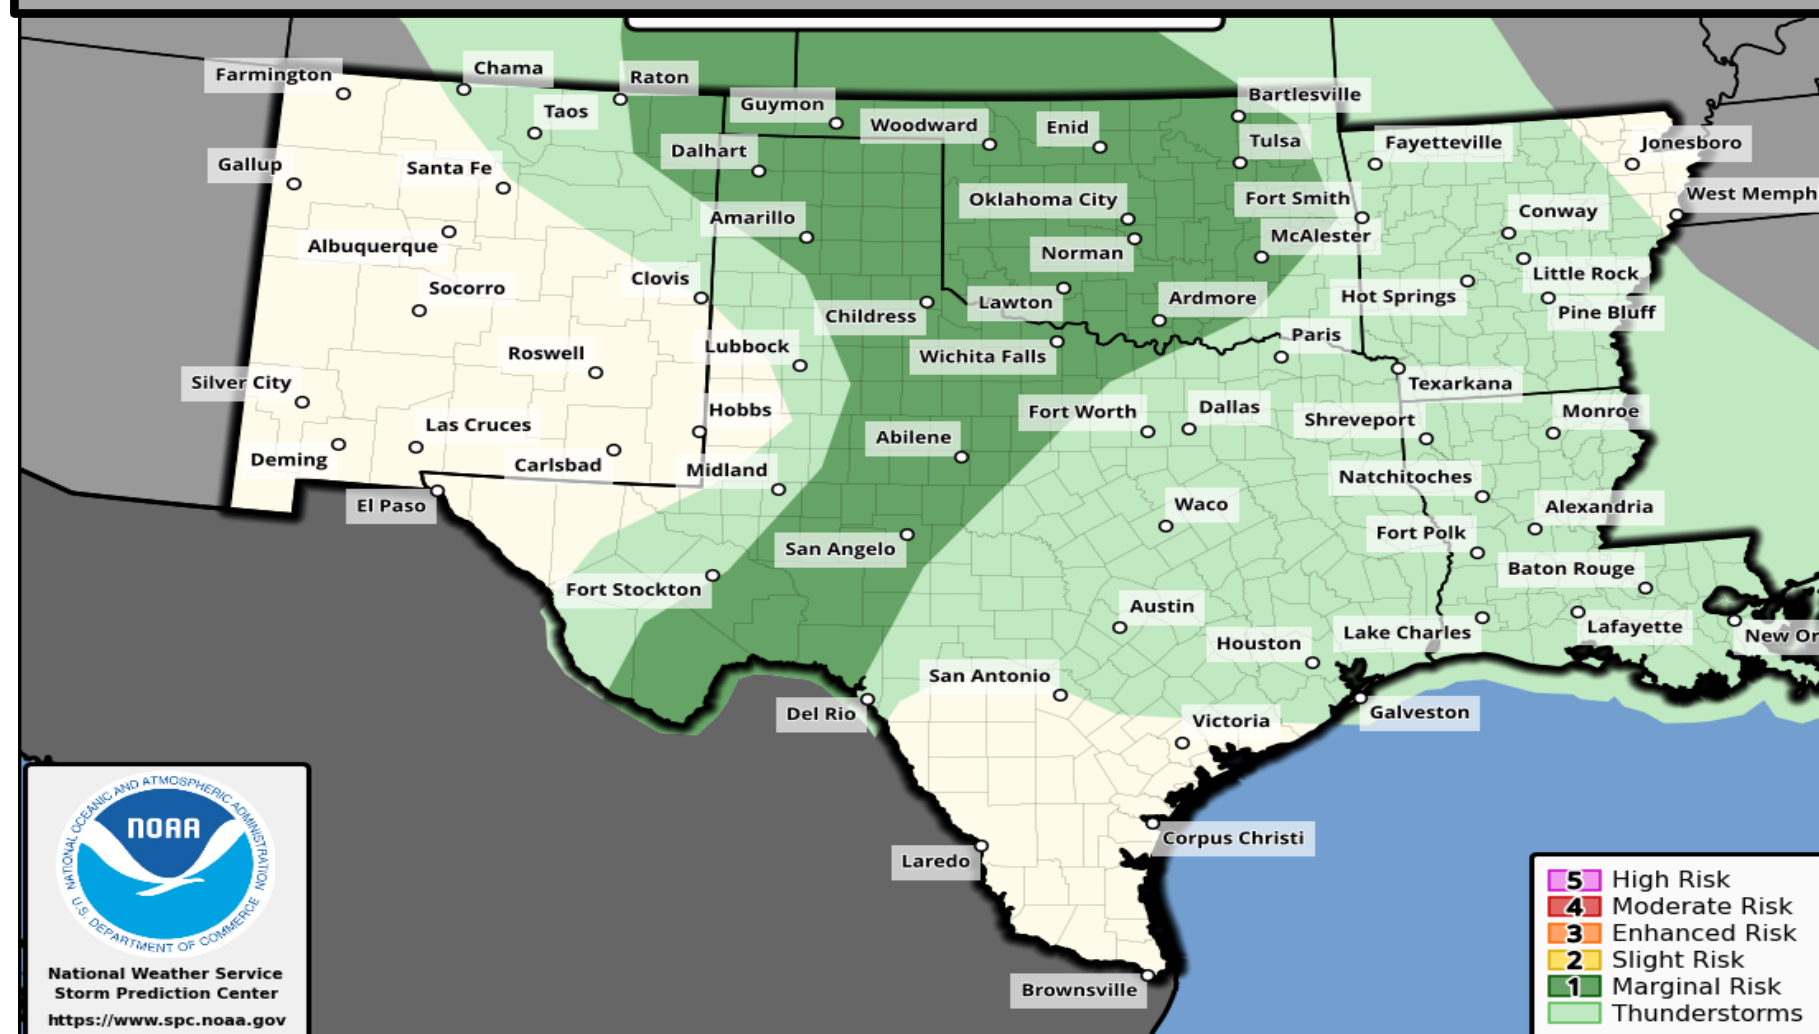 Farmington
Chama
Raton
Taos
Guymon
Woodward
Enid
Bartlesville
Tulsa
Fayetteville
Jonesboro
Gallup
Santa Fe
Dalhart
Oklahoma City
Fort Smith
West Memph
Albuquerque
Amarillo
Norman
McAlester
Conway
Little Rock
Socorro
Clovis
Childress
Lawton
Ardmore
Hot Springs
Pine Bluff
Roswell
Lubbock
Wichita Falls
Paris
Silver City
Hobbs
Texarkana
Las Cruces
Abilene
Fort Worth
Dallas
Shreveport
Monroe
Deming
Carlsbad
Midland
Natchitoches
El Paso
Waco
Alexandria
San Angelo
Fort Polk
Fort Stockton
Baton Rouge
Austin
Houston
Lake Charles
Lafayette
New Or
San Antonio
Del Rio
Victoria
Galveston
Corpus Christi
Laredo
Brownsville
NATIONAL OCEANIC AND ATMOSPHERIC ADMINISTRATION
NOAA
U.S. DEPARTMENT OF COMMERCE
National Weather Service
Storm Prediction Center
https://www.spc.noaa.gov
5 High Risk
4 Moderate Risk
3 Enhanced Risk
2 Slight Risk
1 Marginal Risk
Thunderstorms